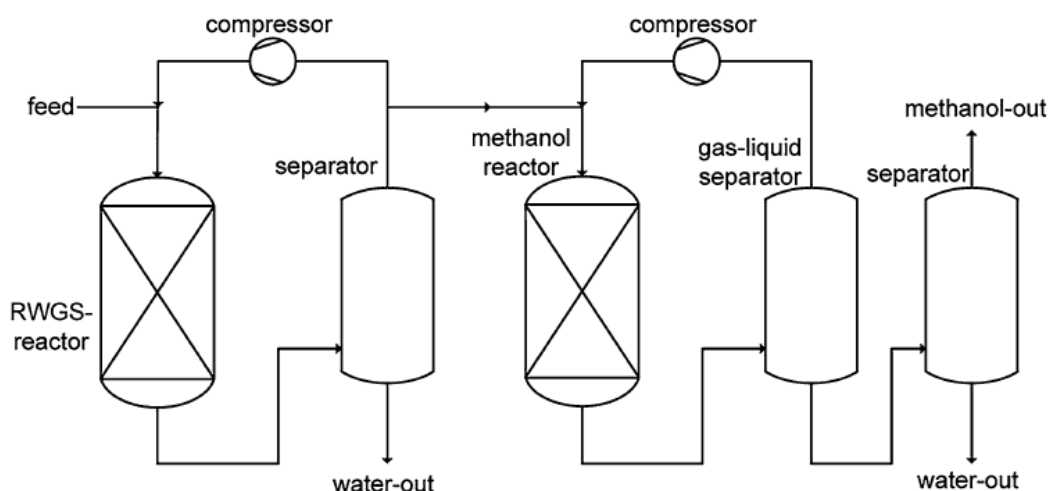 compressor
compressor
feed
methanol-out
separator
methanol
reactor
gas-liquid
separator
separator
RWGS-
reactor
water-out
water-out